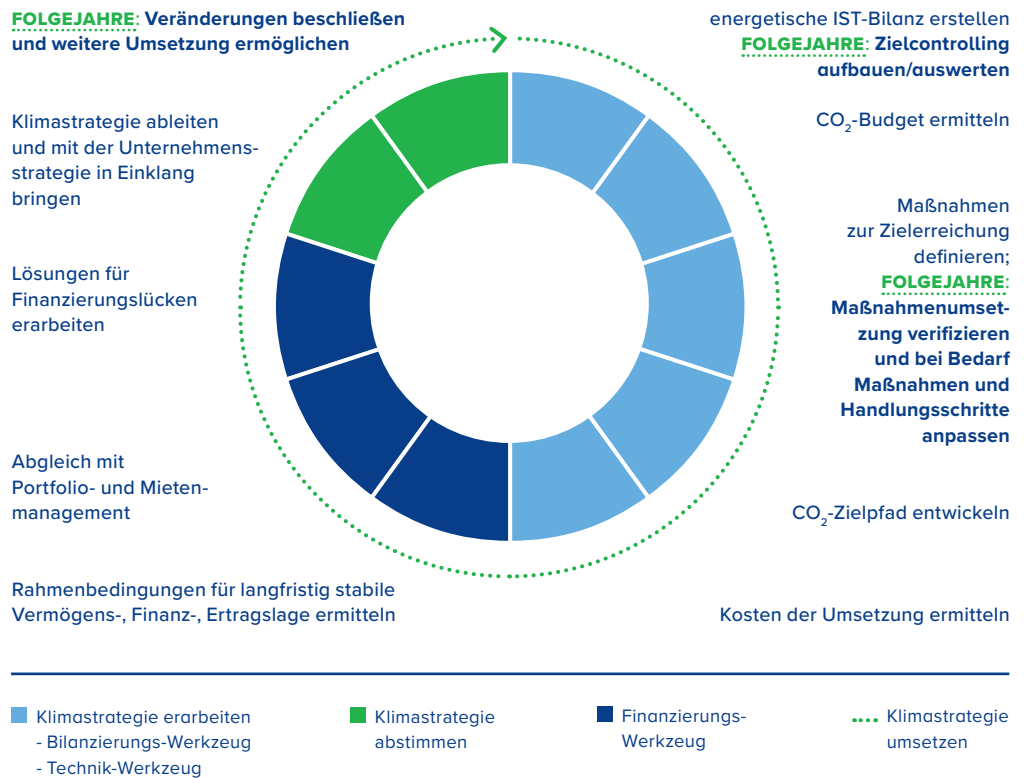 FOLGEJAHRE: Veränderungen beschließen
und weitere Umsetzung ermöglichen
Klimastrategie ableiten
und mit der Unternehmens-
strategie in Einklang
bringen
Lösungen für
Finanzierungslücken
erarbeiten
Abgleich mit
Portfolio- und Mieten-
management
Rahmenbedingungen für langfristig stabile
Vermögens-, Finanz-, Ertragslage ermitteln
energetische IST-Bilanz erstellen
FOLGEJAHRE: Zielcontrolling
aufbauen/auswerten
CO₂-Budget ermitteln
Maßnahmen
zur Zielerreichung
definieren;
FOLGEJAHRE:
Maßnahmenumset-
zung verifizieren
und bei Bedarf
Maßnahmen und
Handlungsschritte
anpassen
CO₂-Zielpfad entwickeln
Kosten der Umsetzung ermitteln
Klimastrategie erarbeiten
- Bilanzierungs-Werkzeug
- Technik-Werkzeug
Klimastrategie
abstimmen
Finanzierungs-
Werkzeug
Klimastrategie
umsetzen